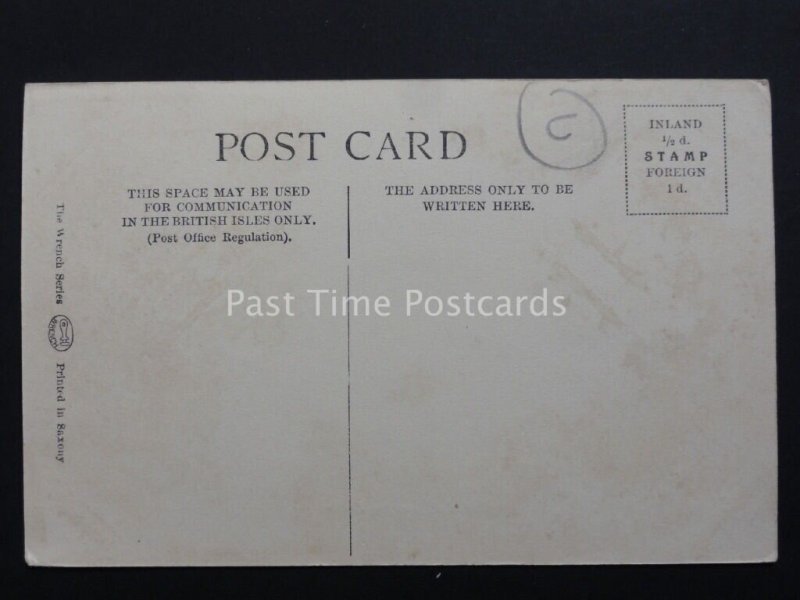 POST CARD
INLAND
½ d.
STAMP
FOREIGN
1 d.
THIS SPACE MAY BE USED
FOR COMMUNICATION
IN THE BRITISH ISLES ONLY.
(Post Office Regulation).
THE ADDRESS ONLY TO BE
WRITTEN HERE.
The Wrench Series
WRENCH
Printed in Saxony
Past Time Postcards